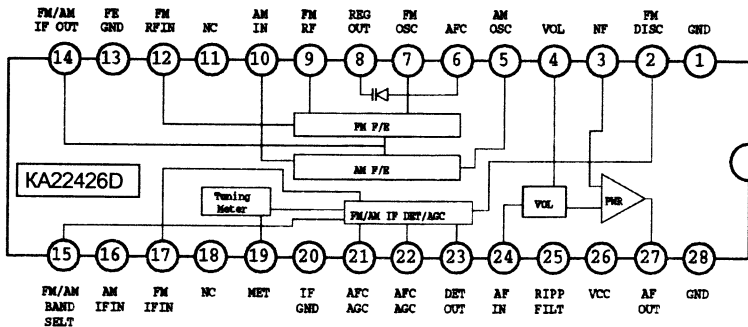 FM/AM IF OUT
FE GND
FM RFIN
NC
AM IN
FM RF
REG OUT
FM OSC
AFC
AM OSC
VOL
NF
FM DISC
GND
14 13 12 11 10 9 8 7 6 5 4 3 2 1
FM F/E
AM F/E
KA22426D
Tuning Meter
FM/AM IF DET/AGC
VOL
PWR
15 16 17 18 19 20 21 22 23 24 25 26 27 28
FM/AM BAND SELT
AM IFIN
FM IFIN
NC
MET
IF GND
AFC AGC
AFC AGC
DET OUT
AF IN
RIPP FILT
VCC
AF OUT
GND